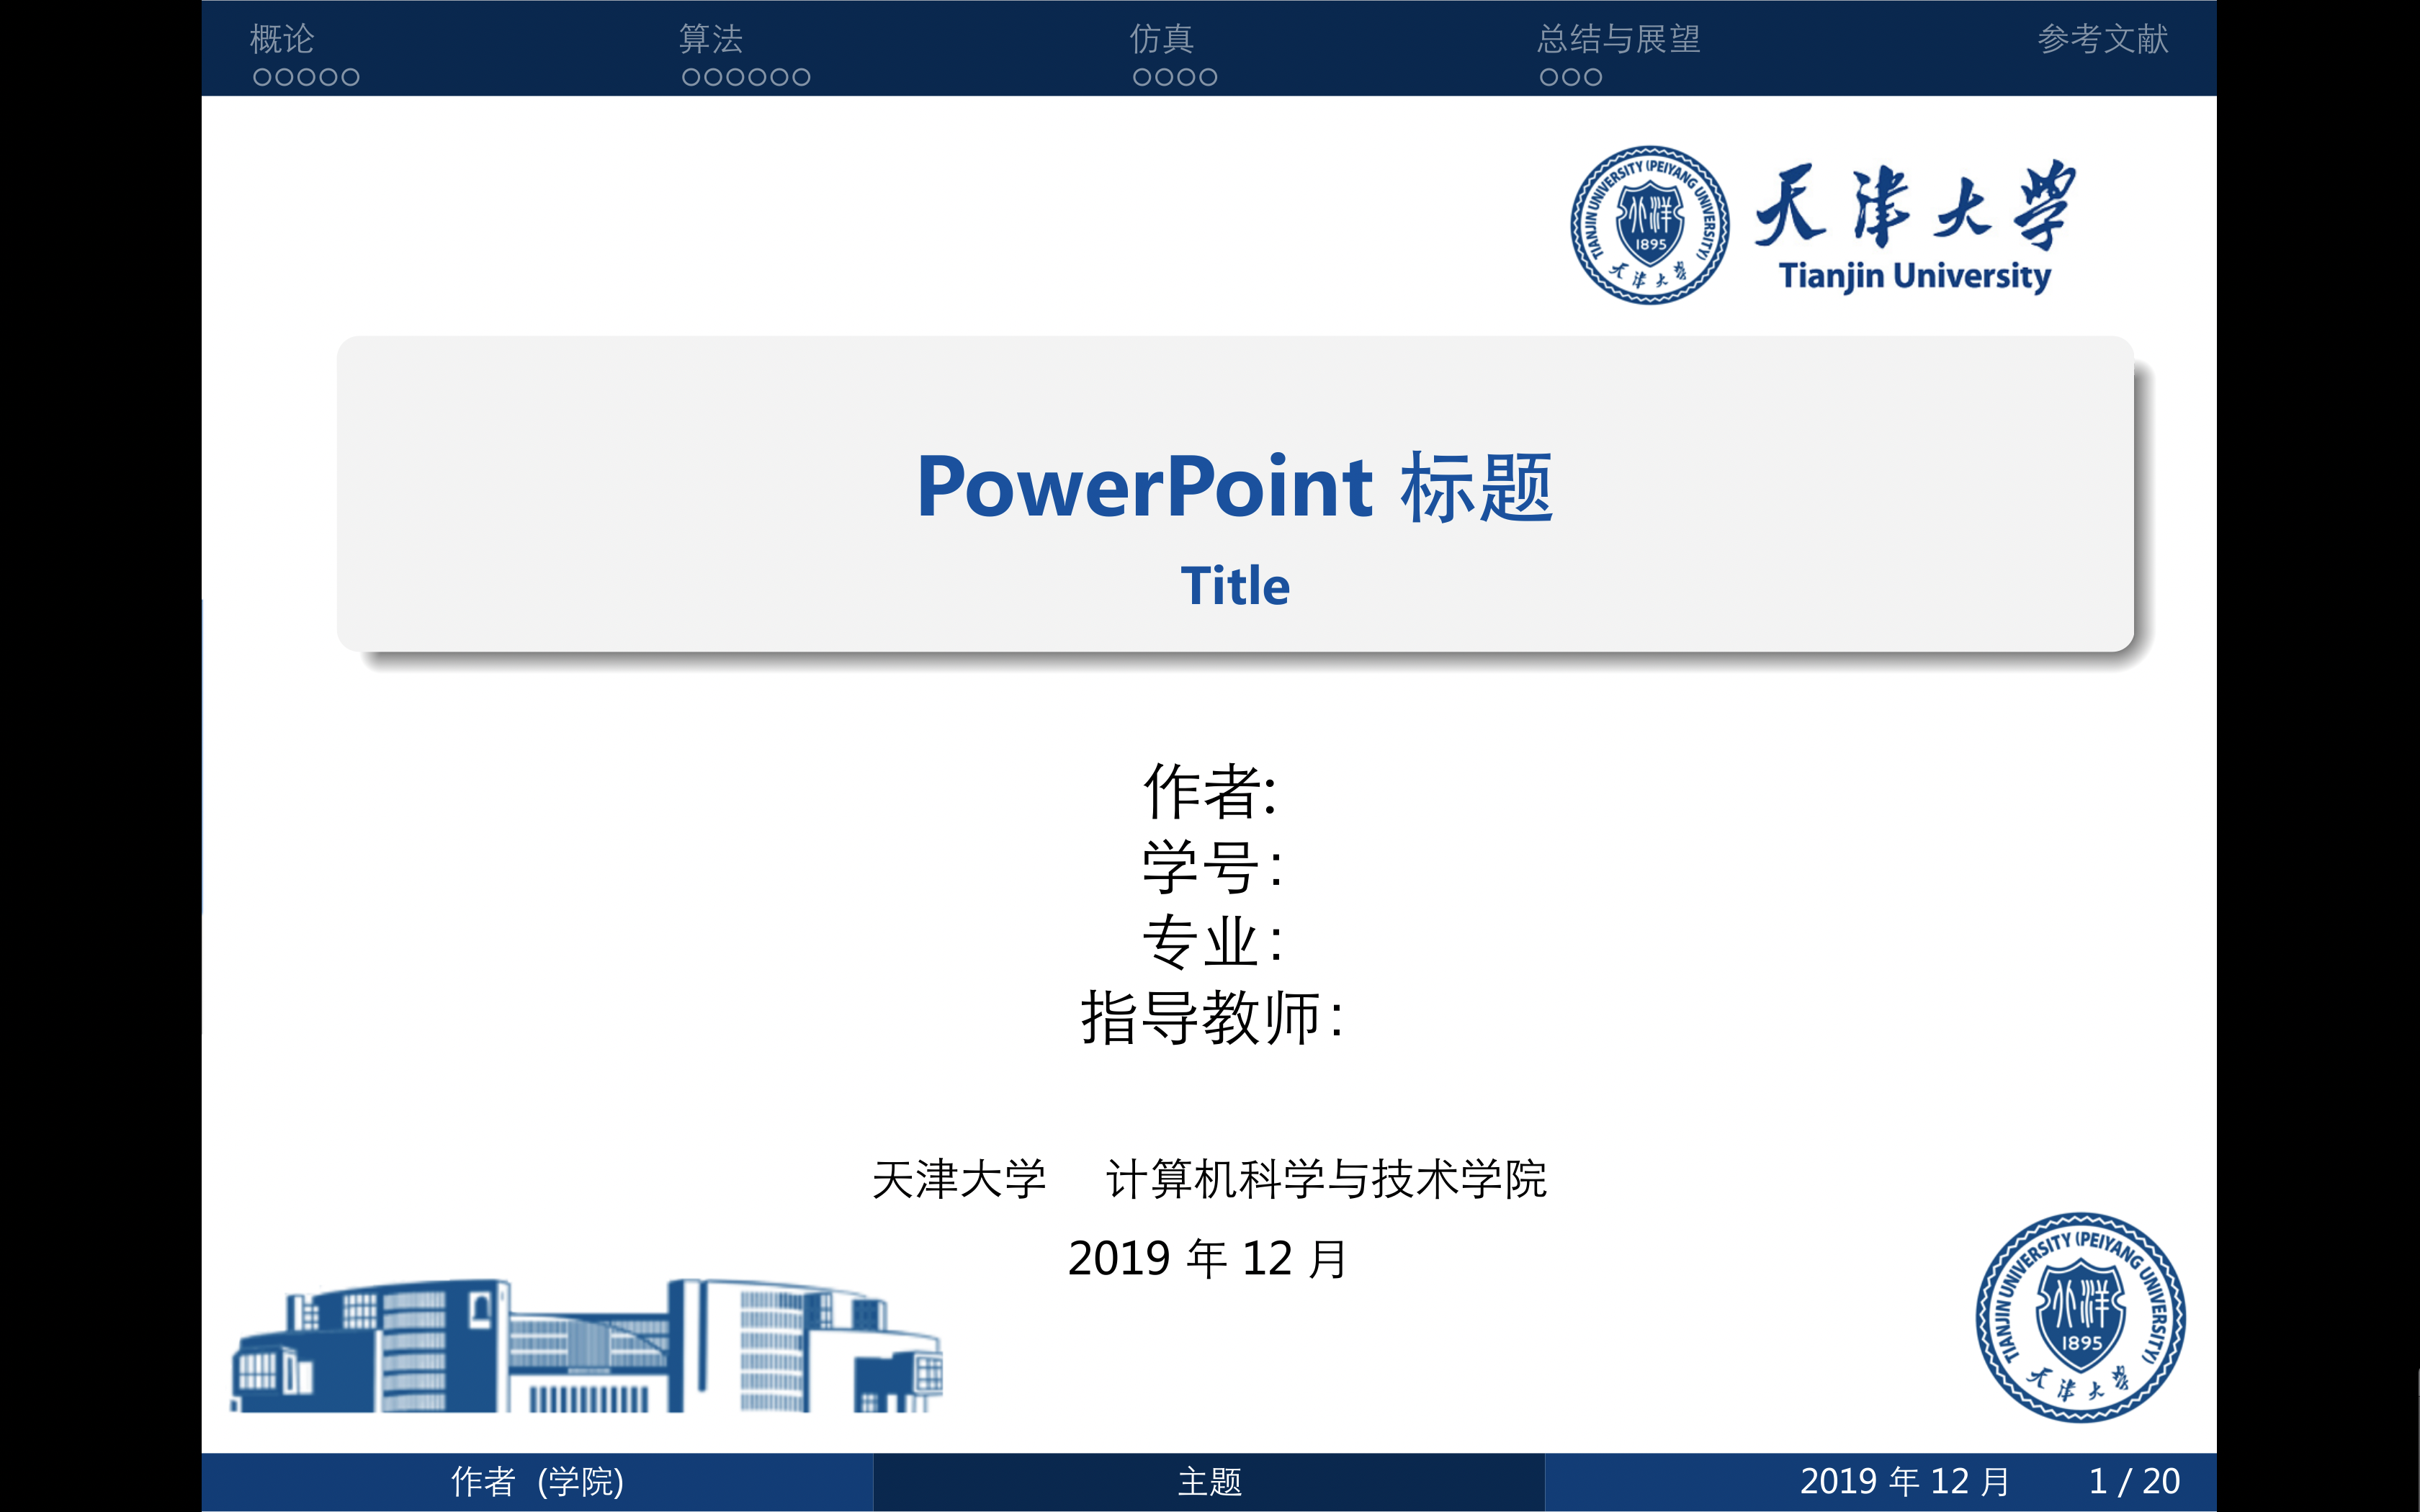 概论 算法 仿真 总结与展望 参考文献
TIANJIN UNIVERSITY (PEIYANG UNIVERSITY)
北洋
1895
天津大学
天津大学
Tianjin University
PowerPoint 标题
Title
作者:
学号:
专业:
指导教师:
天津大学 计算机科学与技术学院
2019 年 12 月
TIANJIN UNIVERSITY (PEIYANG UNIVERSITY)
北洋
1895
天津大学
作者 (学院) 主题 2019 年 12 月 1 / 20